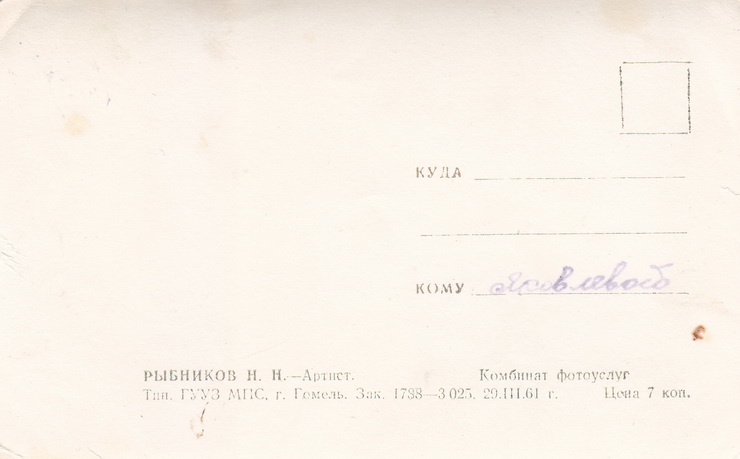 КУДА
КОМУ Яковлевой
РЫБНИКОВ Н. Н.—Артист. Комбинат фотоуслуг
Тип. ГУУЗ МПС, г. Гомель. Зак. 1788—3 025. 29.III.61 г. Цена 7 коп.